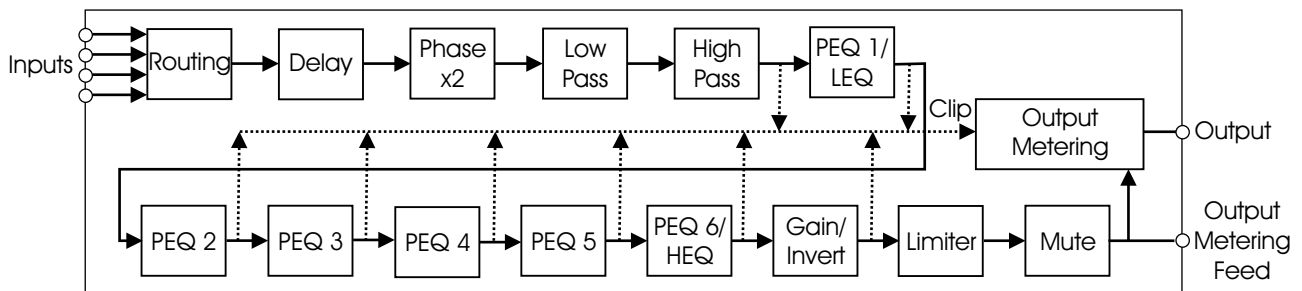 Inputs
Routing
Delay
Phase
x2
Low
Pass
High
Pass
PEQ 1/
LEQ
Clip
Output
Metering
Output
PEQ 2
PEQ 3
PEQ 4
PEQ 5
PEQ 6/
HEQ
Gain/
Invert
Limiter
Mute
Output
Metering
Feed